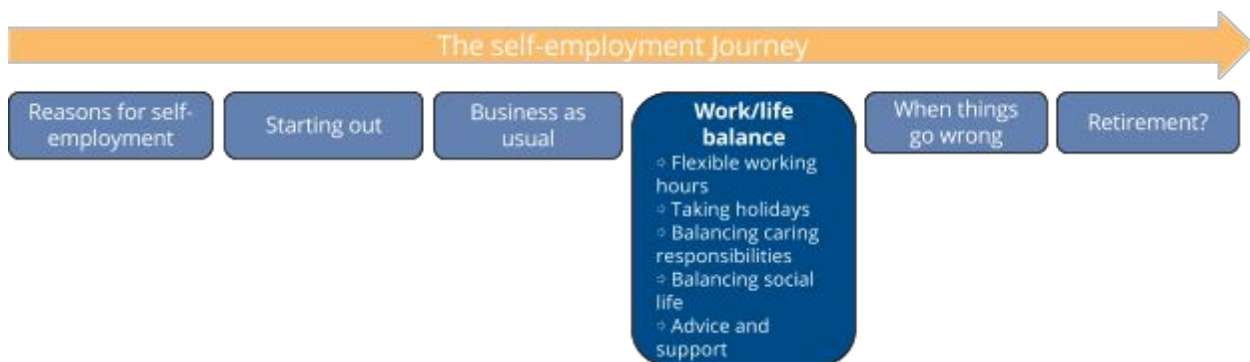 The self-employment Journey
Reasons for self-
employment
Starting out
Business as
usual
Work/life
balance
⇨ Flexible working
hours
⇨ Taking holidays
⇨ Balancing caring
responsibilities
⇨ Balancing social
life
⇨ Advice and
support
When things
go wrong
Retirement?